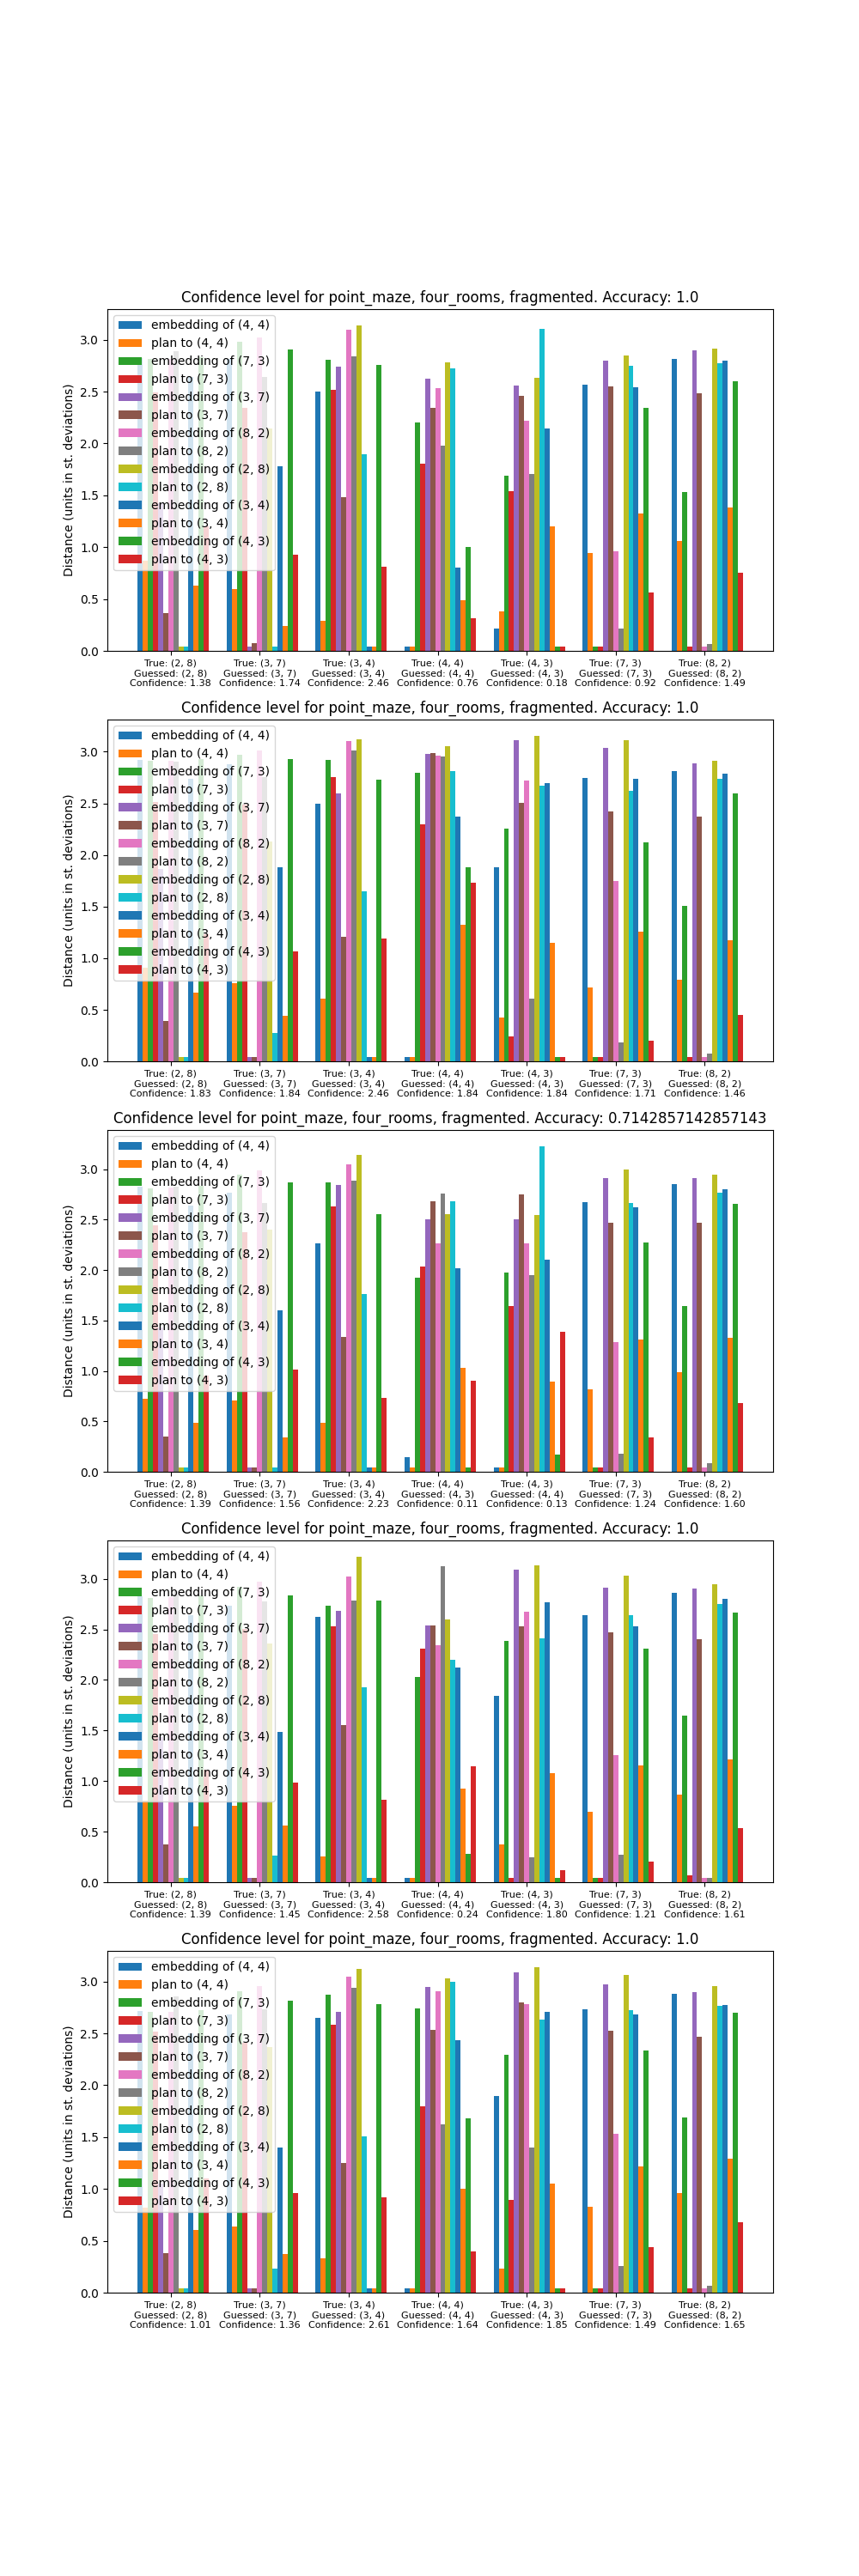 Confidence level for point_maze, four_rooms, fragmented. Accuracy: 1.0
Distance (units in st. deviations)
3.0
2.5
2.0
1.5
1.0
0.5
0.0
embedding of (4, 4)
plan to (4, 4)
embedding of (7, 3)
plan to (7, 3)
embedding of (3, 7)
plan to (3, 7)
embedding of (8, 2)
plan to (8, 2)
embedding of (2, 8)
plan to (2, 8)
embedding of (3, 4)
plan to (3, 4)
embedding of (4, 3)
plan to (4, 3)
True: (2, 8) True: (3, 7) True: (3, 4) True: (4, 4) True: (4, 3) True: (7, 3) True: (8, 2)
Guessed: (2, 8) Guessed: (3, 7) Guessed: (3, 4) Guessed: (4, 4) Guessed: (4, 3) Guessed: (7, 3) Guessed: (8, 2)
Confidence: 1.38 Confidence: 1.74 Confidence: 2.46 Confidence: 0.76 Confidence: 0.18 Confidence: 0.92 Confidence: 1.49
Confidence level for point_maze, four_rooms, fragmented. Accuracy: 1.0
Distance (units in st. deviations)
3.0
2.5
2.0
1.5
1.0
0.5
0.0
embedding of (4, 4)
plan to (4, 4)
embedding of (7, 3)
plan to (7, 3)
embedding of (3, 7)
plan to (3, 7)
embedding of (8, 2)
plan to (8, 2)
embedding of (2, 8)
plan to (2, 8)
embedding of (3, 4)
plan to (3, 4)
embedding of (4, 3)
plan to (4, 3)
True: (2, 8) True: (3, 7) True: (3, 4) True: (4, 4) True: (4, 3) True: (7, 3) True: (8, 2)
Guessed: (2, 8) Guessed: (3, 7) Guessed: (3, 4) Guessed: (4, 4) Guessed: (4, 3) Guessed: (7, 3) Guessed: (8, 2)
Confidence: 1.83 Confidence: 1.84 Confidence: 2.46 Confidence: 1.84 Confidence: 1.84 Confidence: 1.71 Confidence: 1.46
Confidence level for point_maze, four_rooms, fragmented. Accuracy: 0.7142857142857143
Distance (units in st. deviations)
3.0
2.5
2.0
1.5
1.0
0.5
0.0
embedding of (4, 4)
plan to (4, 4)
embedding of (7, 3)
plan to (7, 3)
embedding of (3, 7)
plan to (3, 7)
embedding of (8, 2)
plan to (8, 2)
embedding of (2, 8)
plan to (2, 8)
embedding of (3, 4)
plan to (3, 4)
embedding of (4, 3)
plan to (4, 3)
True: (2, 8) True: (3, 7) True: (3, 4) True: (4, 4) True: (4, 3) True: (7, 3) True: (8, 2)
Guessed: (2, 8) Guessed: (3, 7) Guessed: (3, 4) Guessed: (4, 3) Guessed: (4, 4) Guessed: (7, 3) Guessed: (8, 2)
Confidence: 1.39 Confidence: 1.56 Confidence: 2.23 Confidence: 0.11 Confidence: 0.13 Confidence: 1.24 Confidence: 1.60
Confidence level for point_maze, four_rooms, fragmented. Accuracy: 1.0
Distance (units in st. deviations)
3.0
2.5
2.0
1.5
1.0
0.5
0.0
embedding of (4, 4)
plan to (4, 4)
embedding of (7, 3)
plan to (7, 3)
embedding of (3, 7)
plan to (3, 7)
embedding of (8, 2)
plan to (8, 2)
embedding of (2, 8)
plan to (2, 8)
embedding of (3, 4)
plan to (3, 4)
embedding of (4, 3)
plan to (4, 3)
True: (2, 8) True: (3, 7) True: (3, 4) True: (4, 4) True: (4, 3) True: (7, 3) True: (8, 2)
Guessed: (2, 8) Guessed: (3, 7) Guessed: (3, 4) Guessed: (4, 4) Guessed: (4, 3) Guessed: (7, 3) Guessed: (8, 2)
Confidence: 1.39 Confidence: 1.45 Confidence: 2.58 Confidence: 0.24 Confidence: 1.80 Confidence: 1.21 Confidence: 1.61
Confidence level for point_maze, four_rooms, fragmented. Accuracy: 1.0
Distance (units in st. deviations)
3.0
2.5
2.0
1.5
1.0
0.5
0.0
embedding of (4, 4)
plan to (4, 4)
embedding of (7, 3)
plan to (7, 3)
embedding of (3, 7)
plan to (3, 7)
embedding of (8, 2)
plan to (8, 2)
embedding of (2, 8)
plan to (2, 8)
embedding of (3, 4)
plan to (3, 4)
embedding of (4, 3)
plan to (4, 3)
True: (2, 8) True: (3, 7) True: (3, 4) True: (4, 4) True: (4, 3) True: (7, 3) True: (8, 2)
Guessed: (2, 8) Guessed: (3, 7) Guessed: (3, 4) Guessed: (4, 4) Guessed: (4, 3) Guessed: (7, 3) Guessed: (8, 2)
Confidence: 1.01 Confidence: 1.36 Confidence: 2.61 Confidence: 1.64 Confidence: 1.85 Confidence: 1.49 Confidence: 1.65